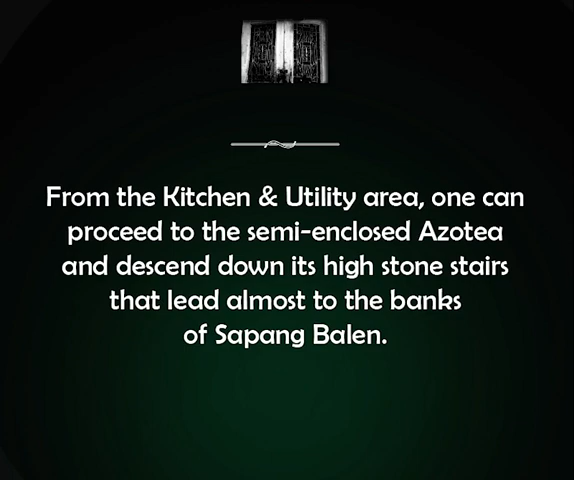 From the Kitchen & Utility area, one can
proceed to the semi-enclosed Azotea
and descend down its high stone stairs
that lead almost to the banks
of Sapang Balen.